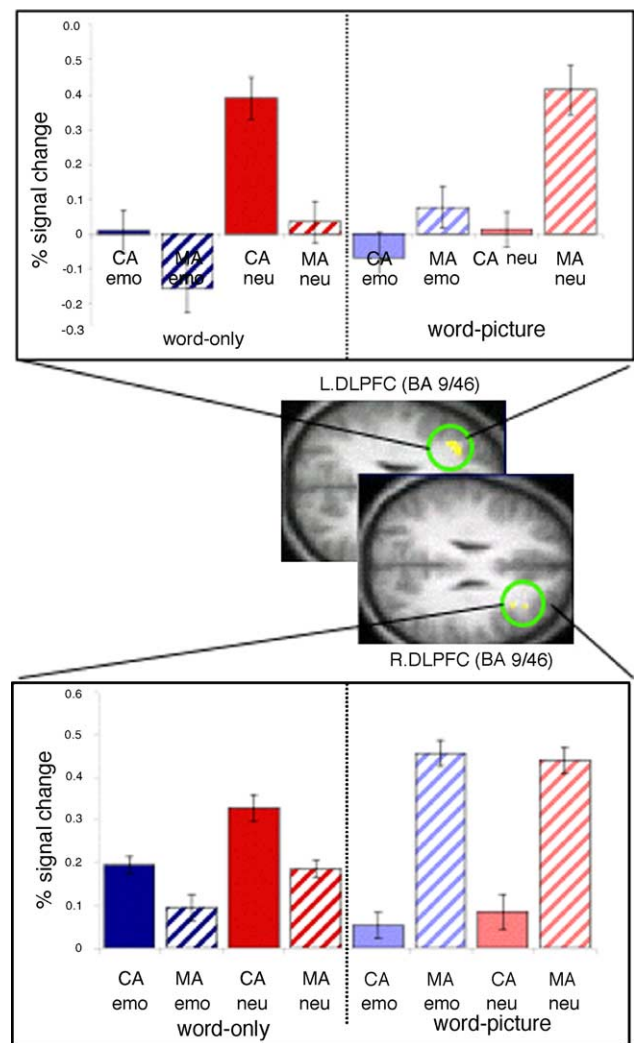 0.0
0.5
0.4
0.3
0.2
0.1
0
-0.1
-0.2
-0.3
% signal change
CA MA CA MA CA MA CA neu MA
emo emo neu neu emo emo neu
word-only word-picture
L.DLPFC (BA 9/46)
R.DLPFC (BA 9/46)
0.6
0.5
0.4
0.3
0.2
0.1
0
% signal change
CA MA CA MA CA MA CA MA
emo emo neu neu emo emo neu neu
word-only word-picture